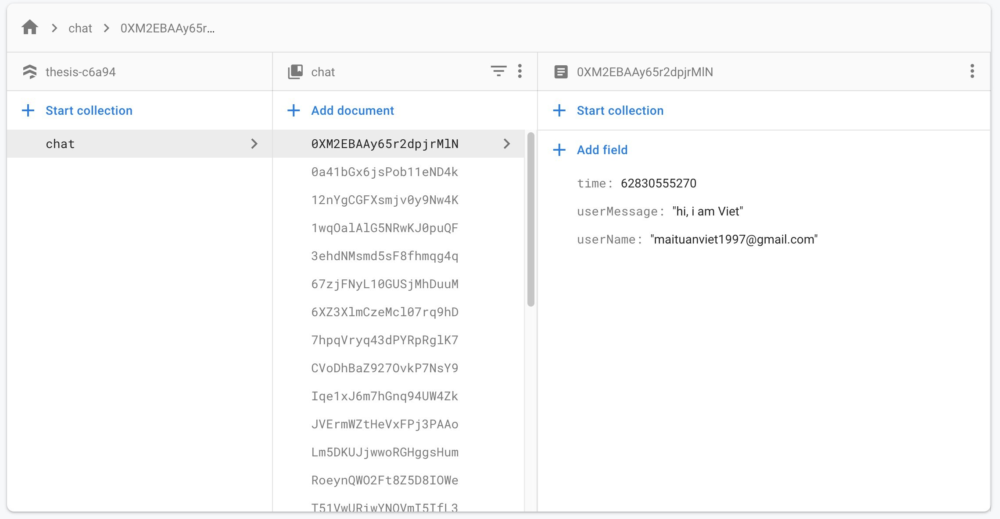 chat
0XM2EBAAy65r…
thesis-c6a94
chat
0XM2EBAAy65r2dpjrMlN
Start collection
Add document
Start collection
chat
0XM2EBAAy65r2dpjrMlN
0a41bGx6jsPob11eND4k
12nYgCGFXsmjv0y9Nw4K
1wqOalAlG5NRwKJ0puQF
3ehdNMsmd5sF8fhmqg4q
67zjFNyL10GUSjMhDuuM
6XZ3XlmCzeMcl07rq9hD
7hpqVryq43dPYRpRglK7
CVoDhBaZ927OvkP7NsY9
Iqe1xJ6m7hGnq94UW4Zk
JVErmWZtHeVxFPj3PAAo
Lm5DKUJjwwoRGHggsHum
RoeynQWO2Ft8Z5D8IOWe
T51VwURiwYNOVmI5IfL3
Add field
time: 62830555270
userMessage: "hi, i am Viet"
userName: "maituanviet1997@gmail.com"